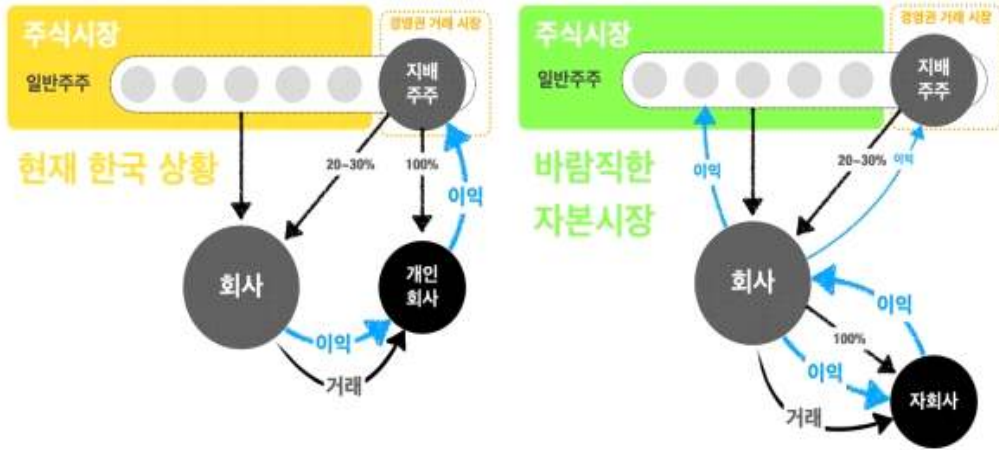 주식시장
경영권 거래 시장
일반주주
지배
주주
현재 한국 상황
20~30%
100%
이익
회사
개인
회사
이익
거래
주식시장
경영권 거래 시장
일반주주
지배
주주
바람직한
자본시장
이익
20~30%
이익
회사
이익
100%
이익
자회사
거래